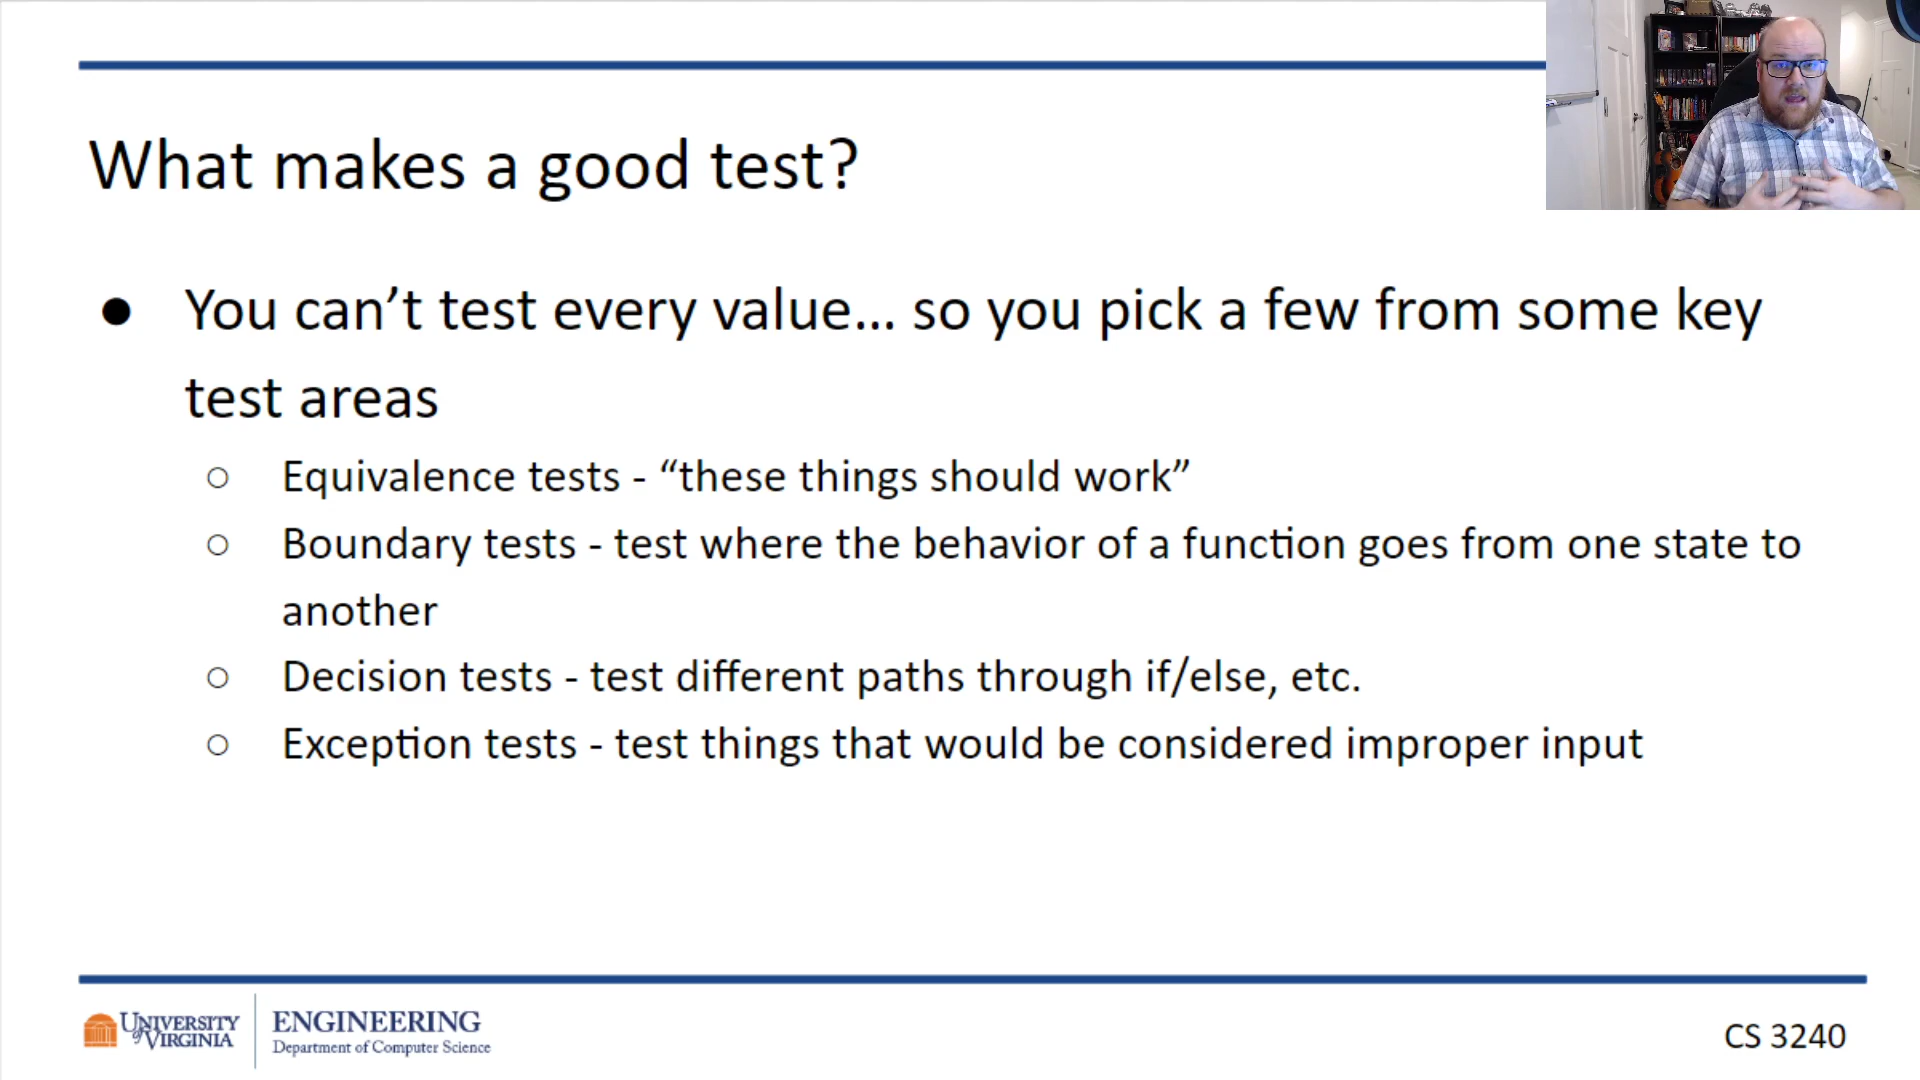 What makes a good test?
● You can’t test every value... so you pick a few from some key
test areas
○ Equivalence tests - “these things should work”
○ Boundary tests - test where the behavior of a function goes from one state to
another
○ Decision tests - test different paths through if/else, etc.
○ Exception tests - test things that would be considered improper input
UNIVERSITY
of VIRGINIA
ENGINEERING
Department of Computer Science
CS 3240